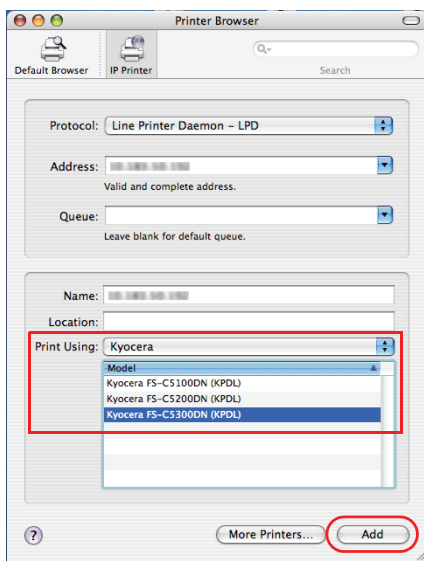 Printer Browser
Default Browser IP Printer Search
Protocol: Line Printer Daemon – LPD
Address:
Valid and complete address.
Queue:
Leave blank for default queue.
Name:
Location:
Print Using: Kyocera
Model
Kyocera FS-C5100DN (KPDL)
Kyocera FS-C5200DN (KPDL)
Kyocera FS-C5300DN (KPDL)
? More Printers... Add